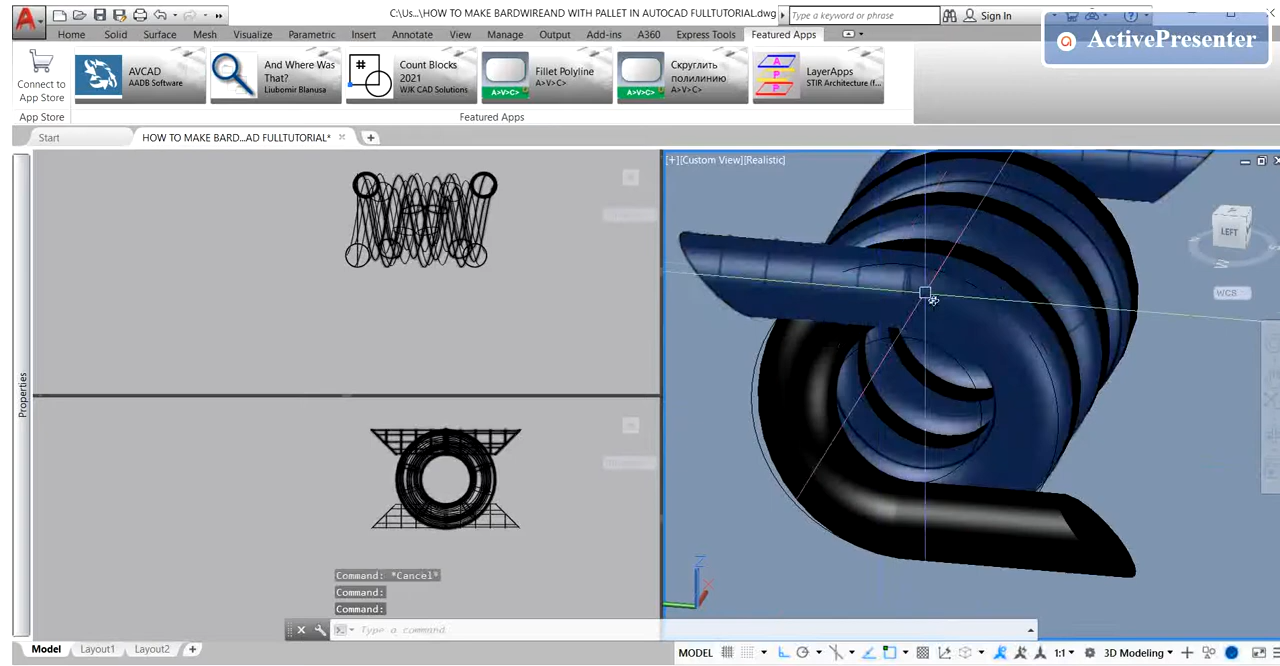 C:\Us...\HOW TO MAKE BARDWIREAND WITH PALLET IN AUTOCAD FULLTUTORIAL.dwg
Type a keyword or phrase
Sign In
ActivePresenter
Home Solid Surface Mesh Visualize Parametric Insert Annotate View Manage Output Add-ins A360 Express Tools Featured Apps
Connect to
App Store
AVCAD
AADB Software
And Where Was
That?
Liubomir Blanusa
Count Blocks
2021
WJK CAD Solutions
Fillet Polyline
A>V>C>
A>V>C>
Скруглить
полилинию
A>V>C>
A>V>C>
LayerApps
STIR Architecture (f...
App Store
Featured Apps
Start
HOW TO MAKE BARD...AD FULLTUTORIAL*
[+][Custom View][Realistic]
LEFT
WCS
Properties
Z
X
Command: *Cancel*
Command:
Command:
Type a command
Model Layout1 Layout2
MODEL
1:1
3D Modeling